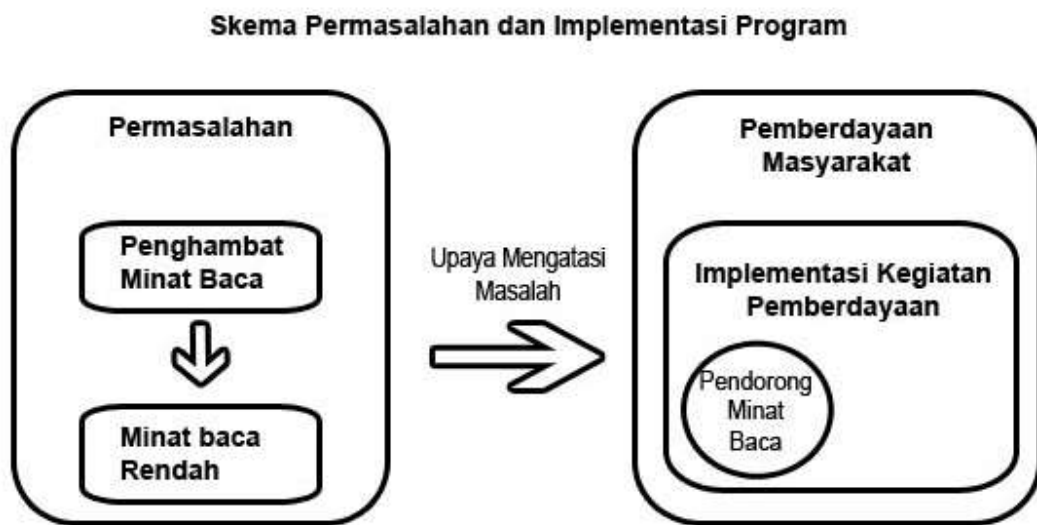 Skema Permasalahan dan Implementasi Program
Permasalahan
Penghambat
Minat Baca
Minat baca
Rendah
Upaya Mengatasi
Masalah
Pemberdayaan
Masyarakat
Implementasi Kegiatan
Pemberdayaan
Pendorong
Minat
Baca